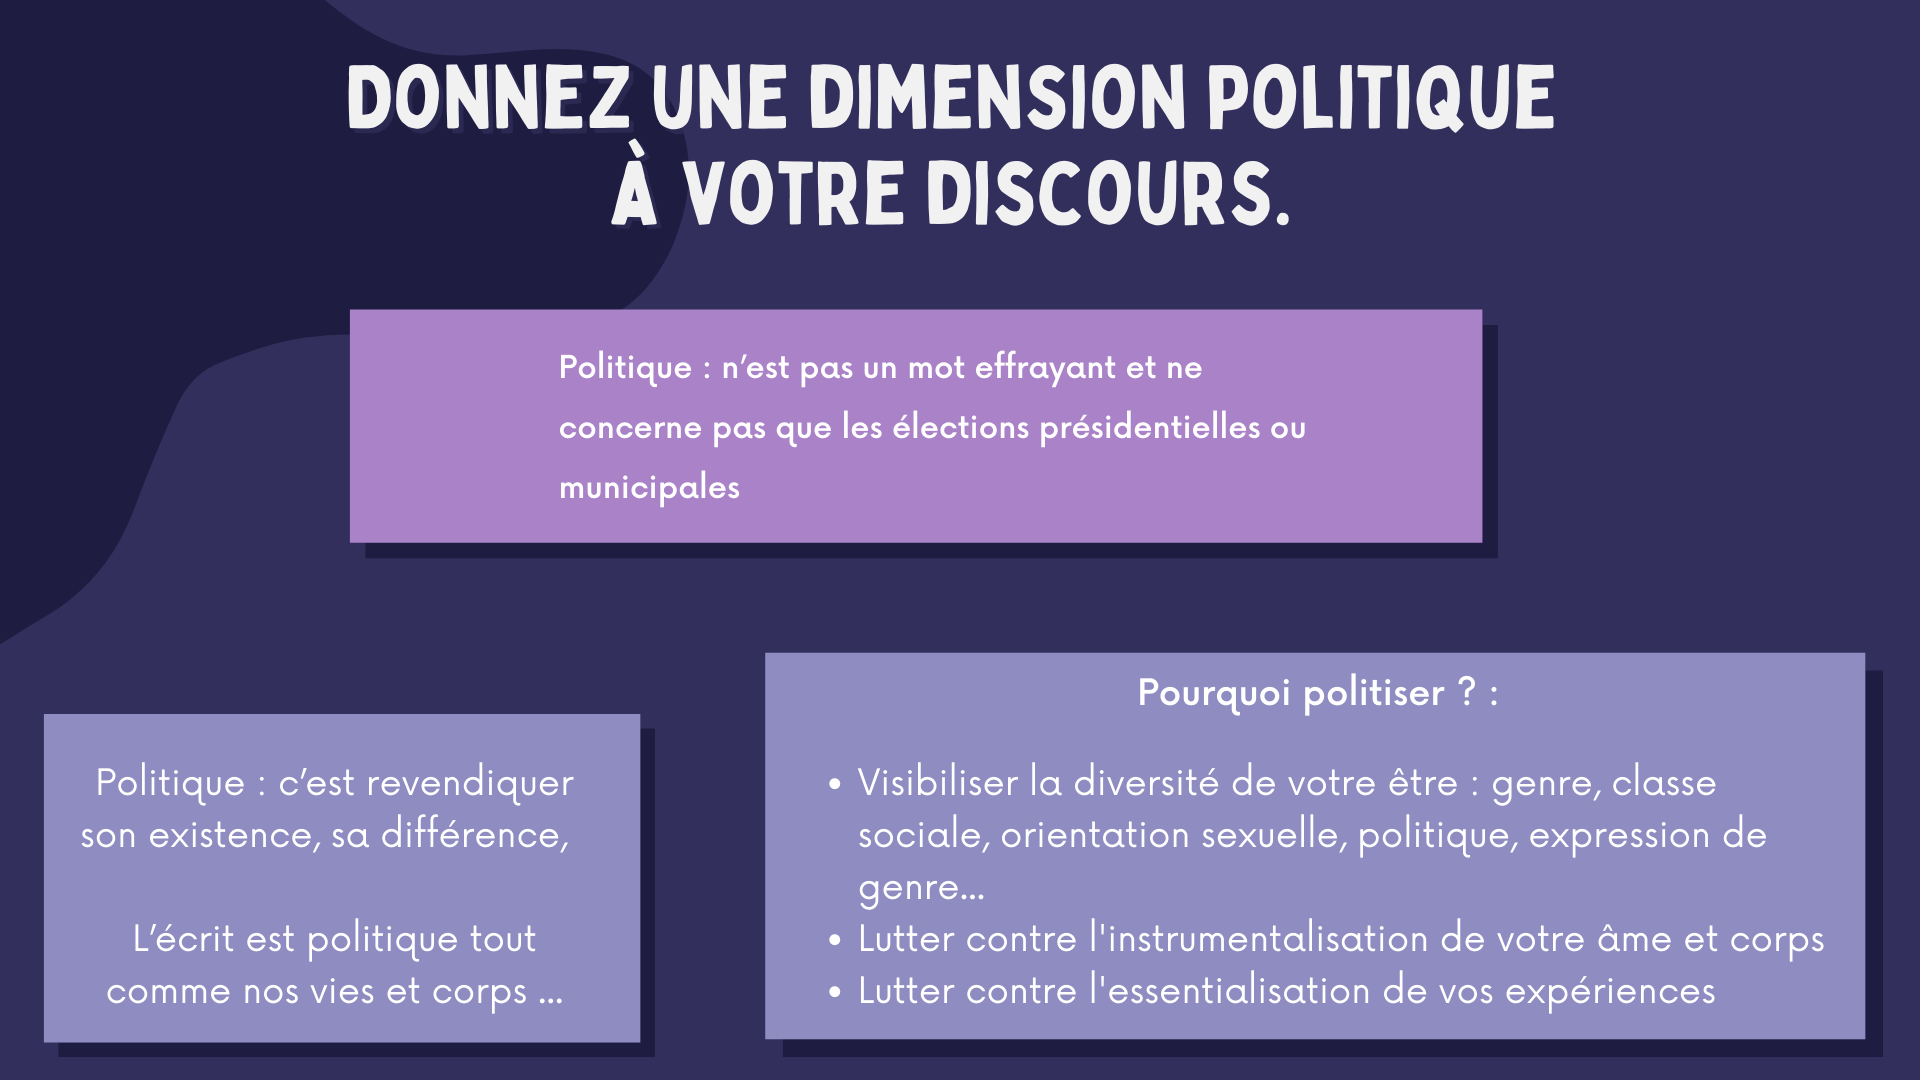 DONNEZ UNE DIMENSION POLITIQUE
À VOTRE DISCOURS.
Politique : n’est pas un mot effrayant et ne
concerne pas que les élections présidentielles ou
municipales
Politique : c’est revendiquer
son existence, sa différence,
L’écrit est politique tout
comme nos vies et corps ...
Pourquoi politiser ? :
• Visibiliser la diversité de votre être : genre, classe
sociale, orientation sexuelle, politique, expression de
genre...
• Lutter contre l'instrumentalisation de votre âme et corps
• Lutter contre l'essentialisation de vos expériences